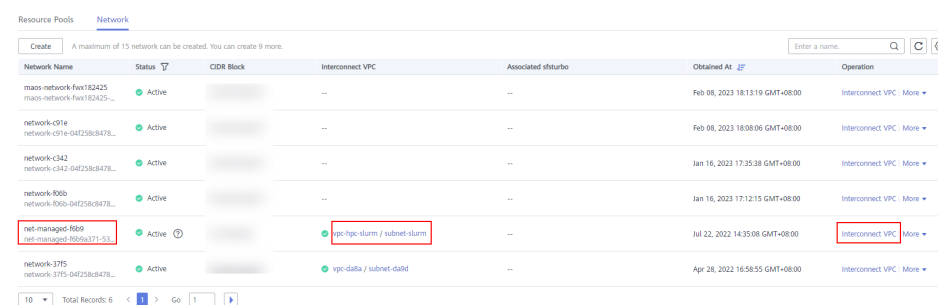 Resource Pools Network
Create A maximum of 15 network can be created. You can create 9 more. Enter a name.
Network Name Status CIDR Block Interconnect VPC Associated sfsturbo Obtained At Operation
maos-network-fwx182425 Active -- -- Feb 08, 2023 18:13:19 GMT+08:00 Interconnect VPC More
maos-network-fwx182425-...
network-c91e Active -- -- Feb 08, 2023 18:08:06 GMT+08:00 Interconnect VPC More
network-c91e-04f258c8478...
network-c342 Active -- -- Jan 16, 2023 17:35:38 GMT+08:00 Interconnect VPC More
network-c342-04f258c8478...
network-f06b Active -- -- Jan 16, 2023 17:12:15 GMT+08:00 Interconnect VPC More
network-f06b-04f258c8478...
net-managed-f6b9 Active vpc-hpc-slurm / subnet-slurm -- Jul 22, 2022 14:35:08 GMT+08:00 Interconnect VPC More
net-managed-f6b9a371-53...
network-37f5 Active vpc-da8a / subnet-da9d -- Apr 28, 2022 16:58:55 GMT+08:00 Interconnect VPC More
network-37f5-04f258c8478...
10 Total Records: 6 < 1 > Go 1